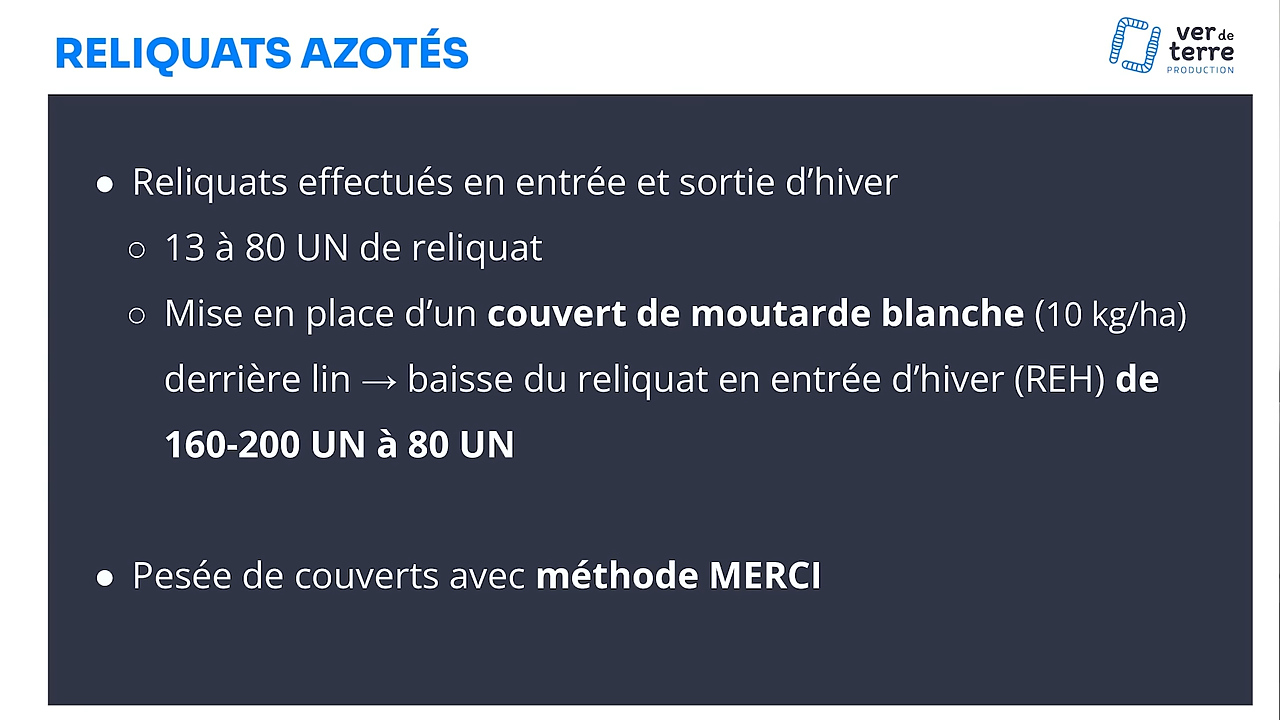 RELIQUATS AZOTÉS
ver de
terre
PRODUCTION
● Reliquats effectués en entrée et sortie d’hiver
○ 13 à 80 UN de reliquat
○ Mise en place d’un couvert de moutarde blanche (10 kg/ha)
derrière lin → baisse du reliquat en entrée d’hiver (REH) de
160-200 UN à 80 UN
● Pesée de couverts avec méthode MERCI